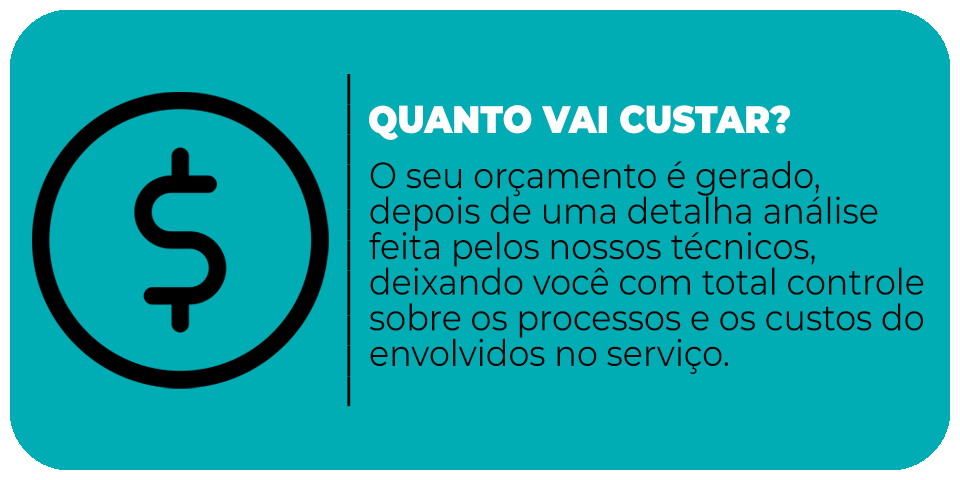 QUANTO VAI CUSTAR?
O seu orçamento é gerado,
depois de uma detalha análise
feita pelos nossos técnicos,
deixando você com total controle
sobre os processos e os custos do
envolvidos no serviço.